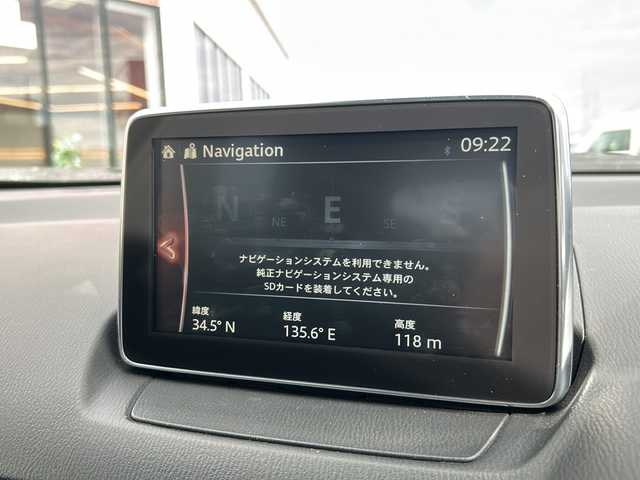 Navigation
09:22
N NE E SE S
ナビゲーションシステムを利用できません。
純正ナビゲーションシステム専用の
SDカードを装着してください。
緯度 経度 高度
34.5° N 135.6° E 118 m